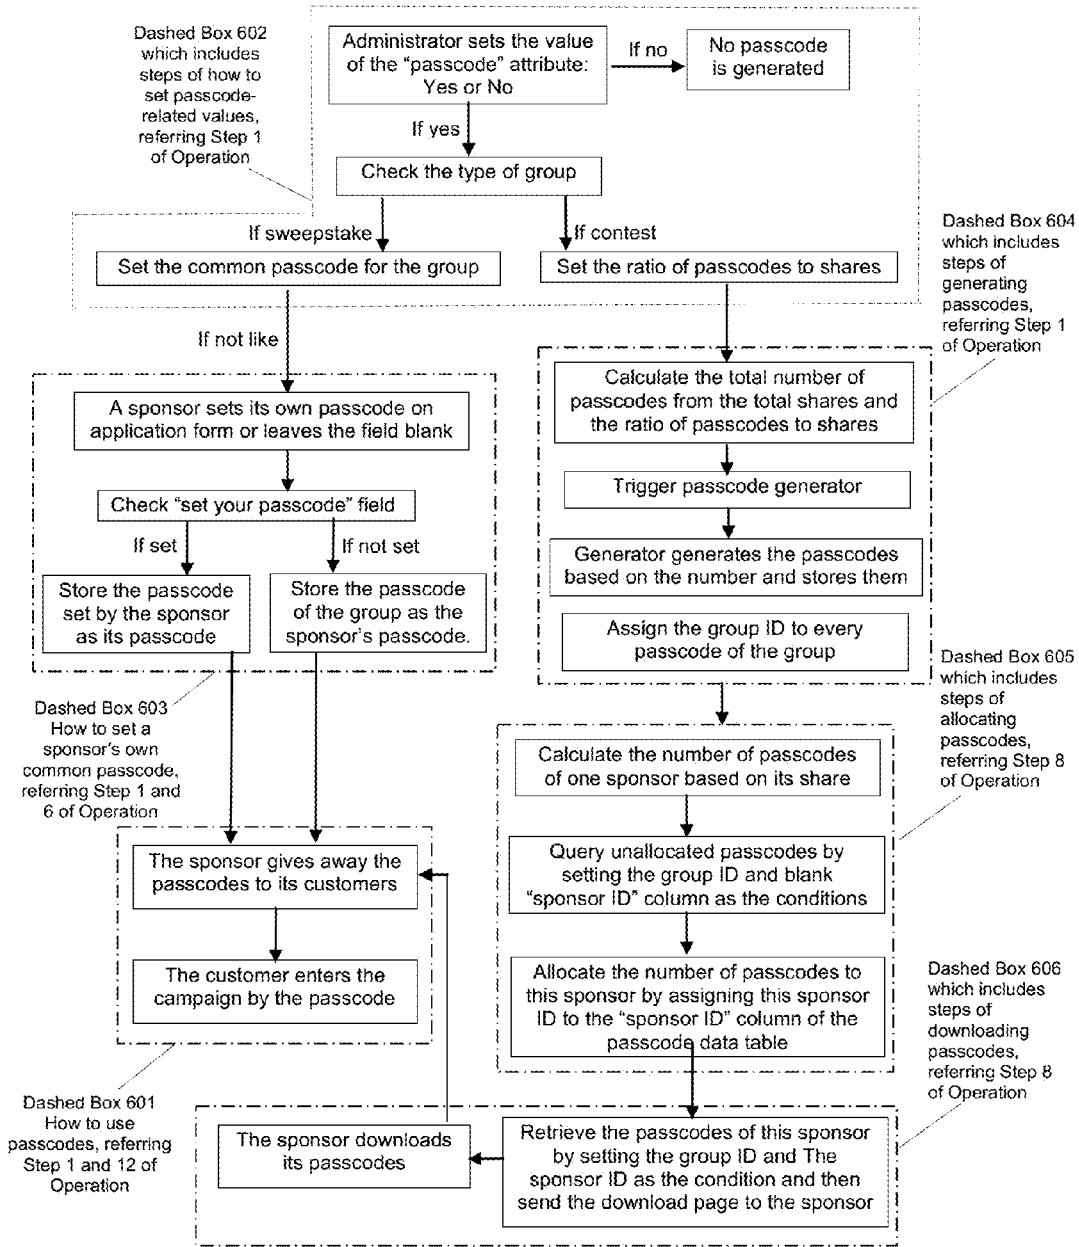 Dashed Box 602
which includes
steps of how to
set passcode-
related values,
referring Step 1
of Operation
Administrator sets the value
of the “passcode” attribute:
Yes or No
If no
No passcode
is generated
If yes
Check the type of group
If sweepstake
If contest
Set the common passcode for the group
Set the ratio of passcodes to shares
Dashed Box 604
which includes
steps of
generating
passcodes,
referring Step 1
of Operation
If not like
A sponsor sets its own passcode on
application form or leaves the field blank
Check “set your passcode” field
If set
If not set
Store the passcode
set by the sponsor
as its passcode
Store the passcode
of the group as the
sponsor's passcode.
Calculate the total number of
passcodes from the total shares and
the ratio of passcodes to shares
Trigger passcode generator
Generator generates the passcodes
based on the number and stores them
Assign the group ID to every
passcode of the group
Dashed Box 603
How to set a
sponsor's own
common passcode,
referring Step 1 and
6 of Operation
Dashed Box 605
which includes
steps of
allocating
passcodes,
referring Step 8
of Operation
Calculate the number of passcodes
of one sponsor based on its share
Query unallocated passcodes by
setting the group ID and blank
“sponsor ID” column as the conditions
Allocate the number of passcodes to
this sponsor by assigning this sponsor
ID to the “sponsor ID” column of the
passcode data table
The sponsor gives away the
passcodes to its customers
The customer enters the
campaign by the passcode
Dashed Box 606
which includes
steps of
downloading
passcodes,
referring Step 8
of Operation
Dashed Box 601
How to use
passcodes, referring
Step 1 and 12 of
Operation
The sponsor downloads
its passcodes
Retrieve the passcodes of this sponsor
by setting the group ID and The
sponsor ID as the condition and then
send the download page to the sponsor